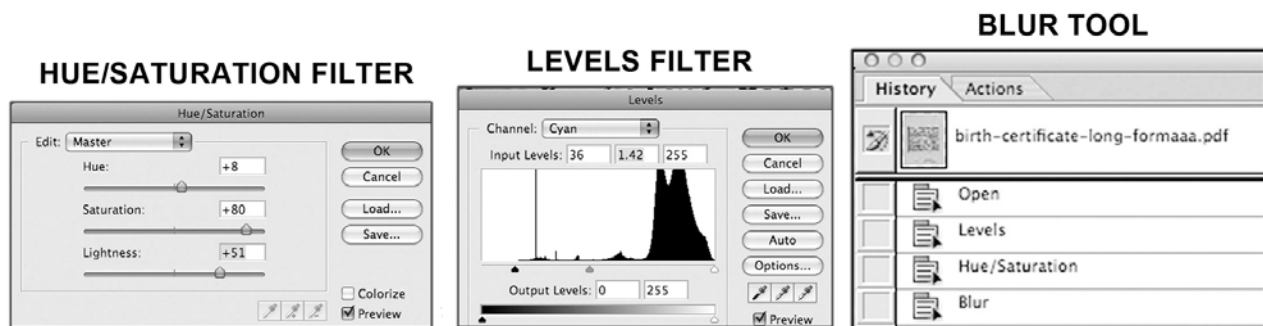 HUE/SATURATION FILTER
Hue/Saturation
Edit: Master
Hue: +8
Saturation: +80
Lightness: +51
OK
Cancel
Load...
Save...
Colorize
Preview
LEVELS FILTER
Levels
Channel: Cyan
Input Levels: 36 1.42 255
Output Levels: 0 255
OK
Cancel
Load...
Save...
Auto
Options...
Preview
BLUR TOOL
History Actions
birth-certificate-long-formaaa.pdf
Open
Levels
Hue/Saturation
Blur